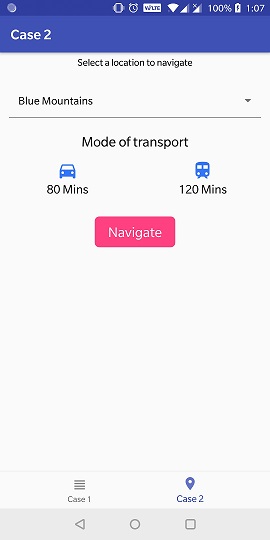 VoLTE 100% 1:07
Case 2
Select a location to navigate
Blue Mountains
Mode of transport
80 Mins 120 Mins
Navigate
Case 1 Case 2